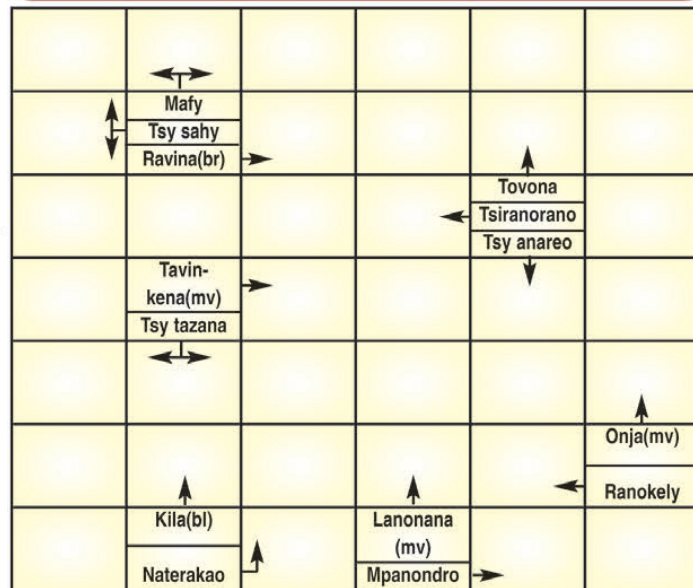 Mafy
Tsy sahy
Ravina(br)
Tovona
Tsiranorano
Tsy anareo
Tavin-
kena(mv)
Tsy tazana
Onja(mv)
Ranokely
Kila(bl)
Naterakao
Lanonana
(mv)
Mpanondro